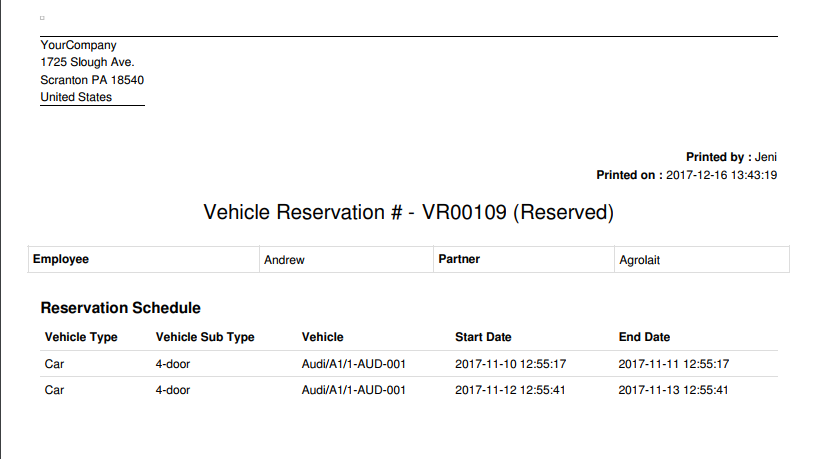 YourCompany
1725 Slough Ave.
Scranton PA 18540
United States
Printed by : Jeni
Printed on : 2017-12-16 13:43:19
Vehicle Reservation # - VR00109 (Reserved)
Employee Andrew Partner Agrolait
Reservation Schedule
Vehicle Type Vehicle Sub Type Vehicle Start Date End Date
Car 4-door Audi/A1/1-AUD-001 2017-11-10 12:55:17 2017-11-11 12:55:17
Car 4-door Audi/A1/1-AUD-001 2017-11-12 12:55:41 2017-11-13 12:55:41